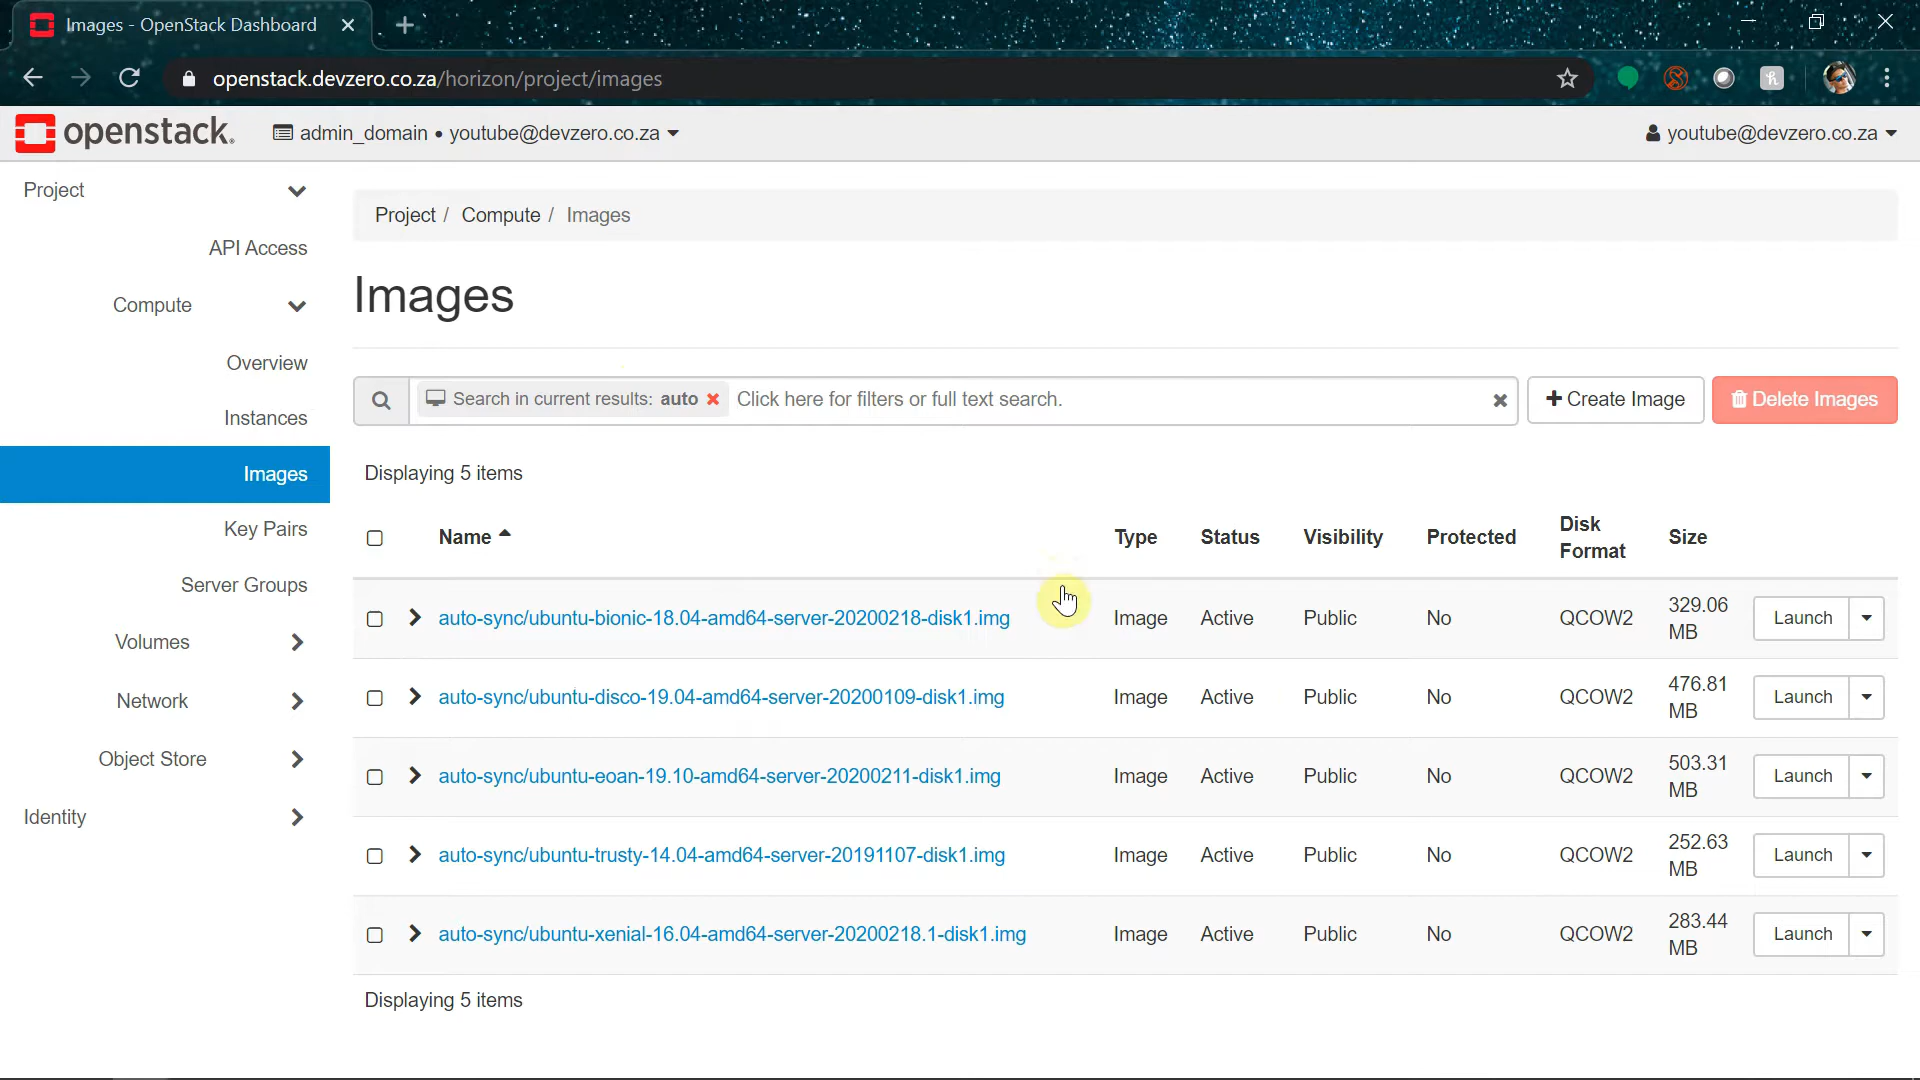 Images - OpenStack Dashboard
openstack.devzero.co.za/horizon/project/images
openstack.
admin_domain • youtube@devzero.co.za
youtube@devzero.co.za
Project
API Access
Compute
Overview
Instances
Images
Key Pairs
Server Groups
Volumes
Network
Object Store
Identity
Project / Compute / Images
Images
Search in current results: auto Click here for filters or full text search.
Create Image
Delete Images
Displaying 5 items
Name Type Status Visibility Protected Disk Format Size
auto-sync/ubuntu-bionic-18.04-amd64-server-20200218-disk1.img Image Active Public No QCOW2 329.06 MB Launch
auto-sync/ubuntu-disco-19.04-amd64-server-20200109-disk1.img Image Active Public No QCOW2 476.81 MB Launch
auto-sync/ubuntu-eoan-19.10-amd64-server-20200211-disk1.img Image Active Public No QCOW2 503.31 MB Launch
auto-sync/ubuntu-trusty-14.04-amd64-server-20191107-disk1.img Image Active Public No QCOW2 252.63 MB Launch
auto-sync/ubuntu-xenial-16.04-amd64-server-20200218.1-disk1.img Image Active Public No QCOW2 283.44 MB Launch
Displaying 5 items